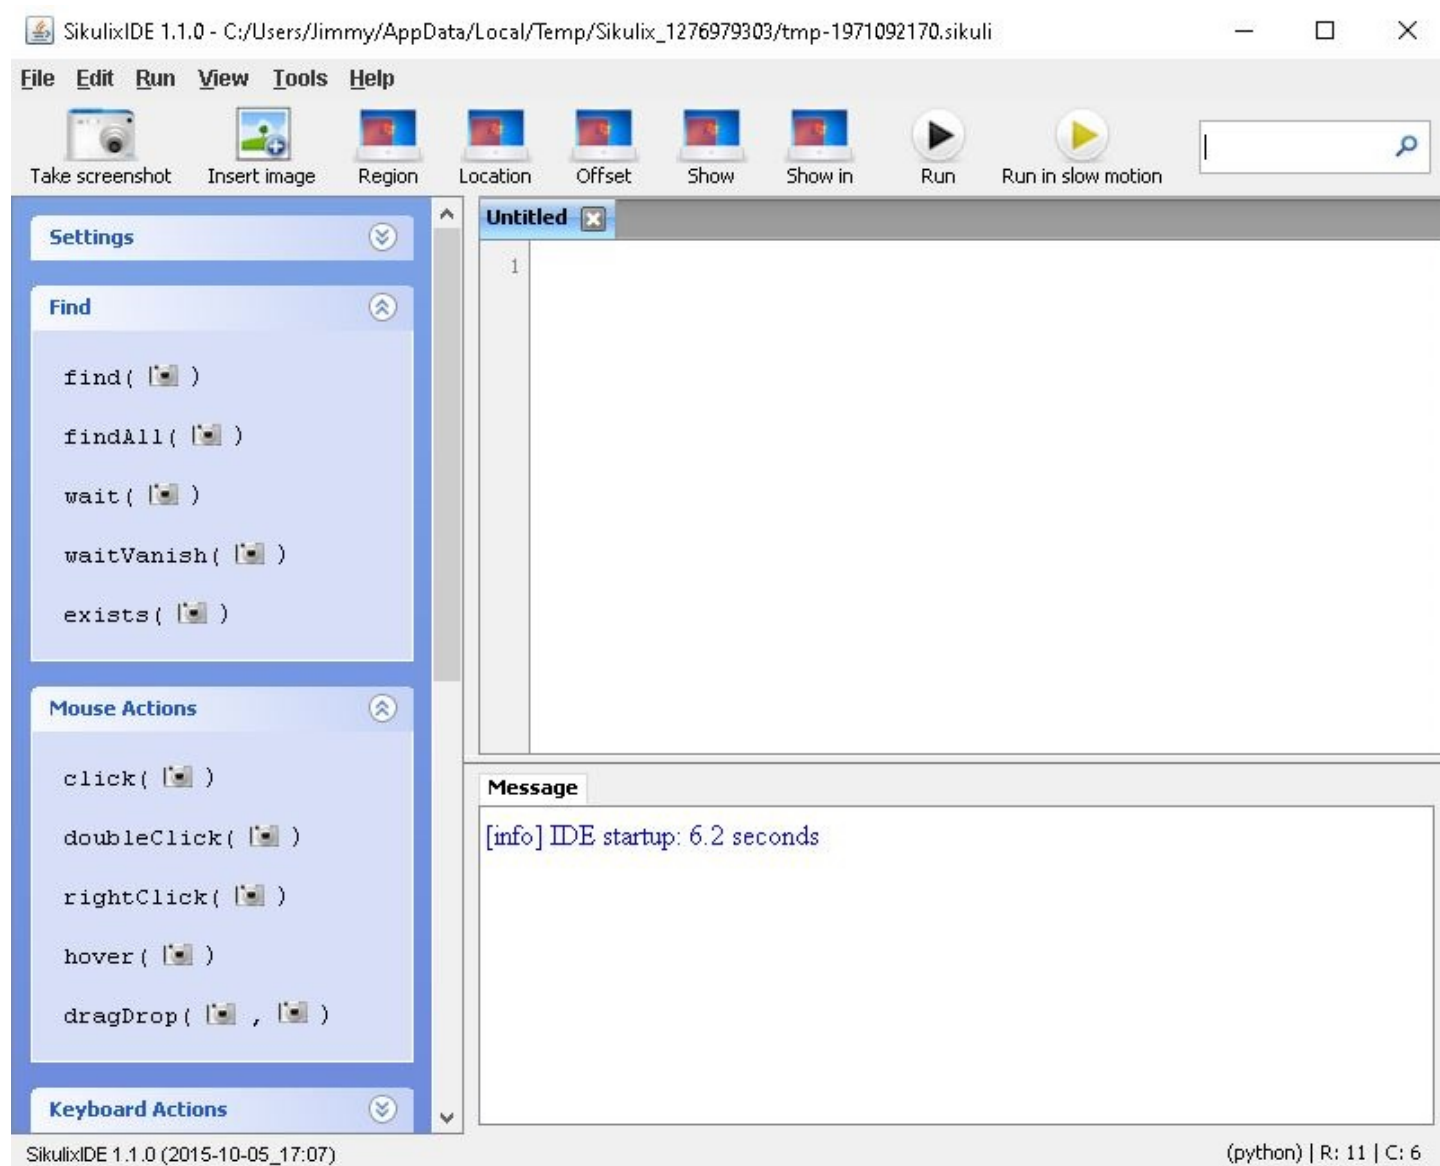 SikulixIDE 1.1.0 - C:/Users/Jimmy/AppData/Local/Temp/Sikulix_1276979303/tmp-1971092170.sikuli
File Edit Run View Tools Help
Take screenshot Insert image Region Location Offset Show Show in Run Run in slow motion
Settings
Find
find( )
findAll( )
wait( )
waitVanish( )
exists( )
Mouse Actions
click( )
doubleClick( )
rightClick( )
hover( )
dragDrop( , )
Keyboard Actions
Untitled
1
Message
[info] IDE startup: 6.2 seconds
SikulixIDE 1.1.0 (2015-10-05_17:07)
(python) | R: 11 | C: 6